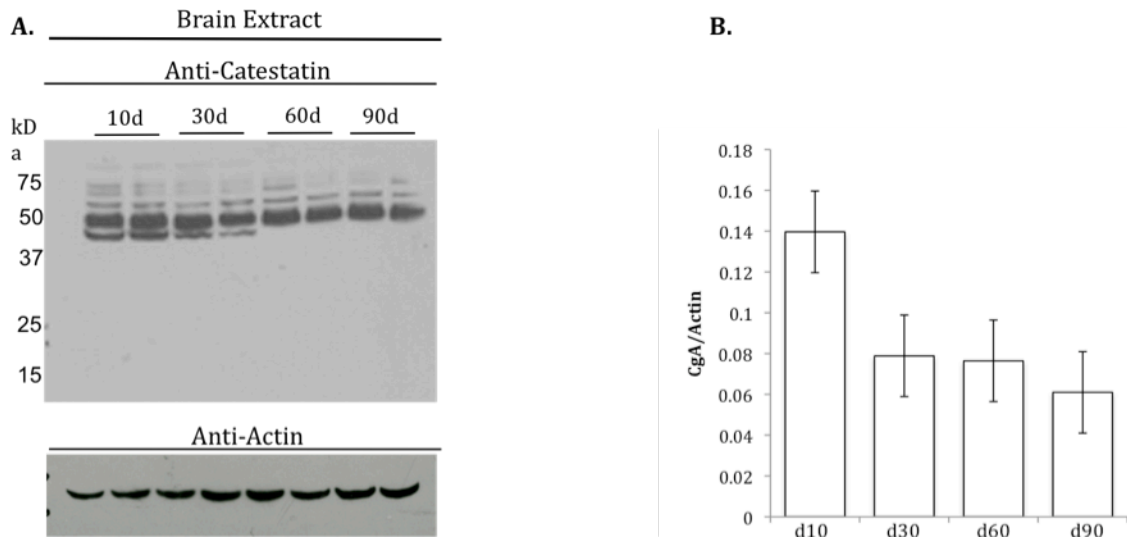 A.
Brain Extract
Anti-Catestatin
10d 30d 60d 90d
kD
a
75
50
37
25
15
Anti-Actin
B.
0.18
0.16
0.14
0.12
0.1
0.08
0.06
0.04
0.02
0
CgA/Actin
d10 d30 d60 d90